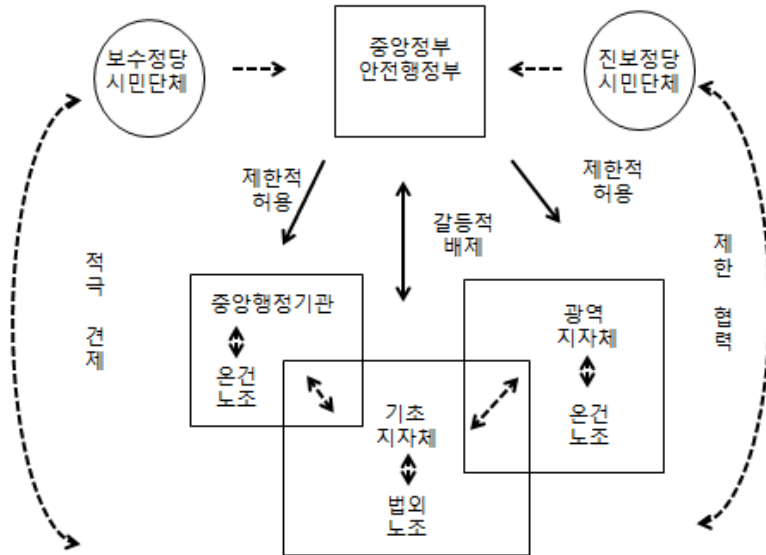 보수정당
시민단체
중앙정부
안전행정부
진보정당
시민단체
제한적
허용
갈등적
배제
제한적
허용
적극 견제
제한 협력
중앙행정기관
온건
노조
광역
지자체
온건
노조
기초
지자체
법외
노조